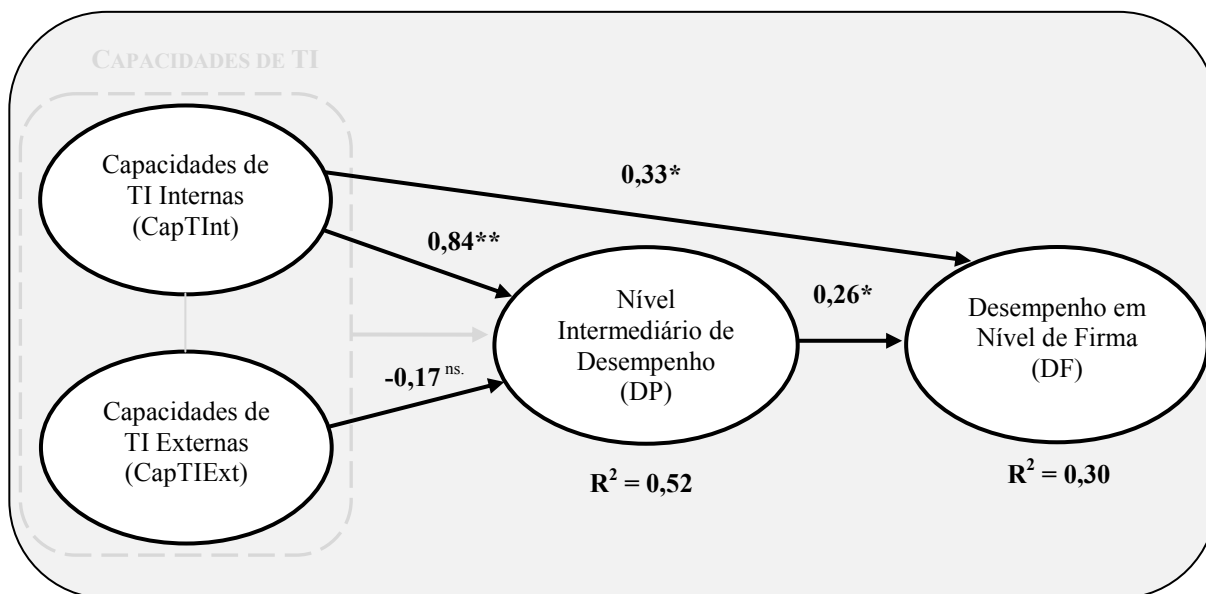 CAPACIDADES DE TI
Capacidades de
TI Internas
(CapTInt)
0,33*
0,84**
Nível
Intermediário de
Desempenho
(DP)
0,26*
Desempenho em
Nível de Firma
(DF)
-0,17 ns.
Capacidades de
TI Externas
(CapTIExt)
R² = 0,52
R² = 0,30